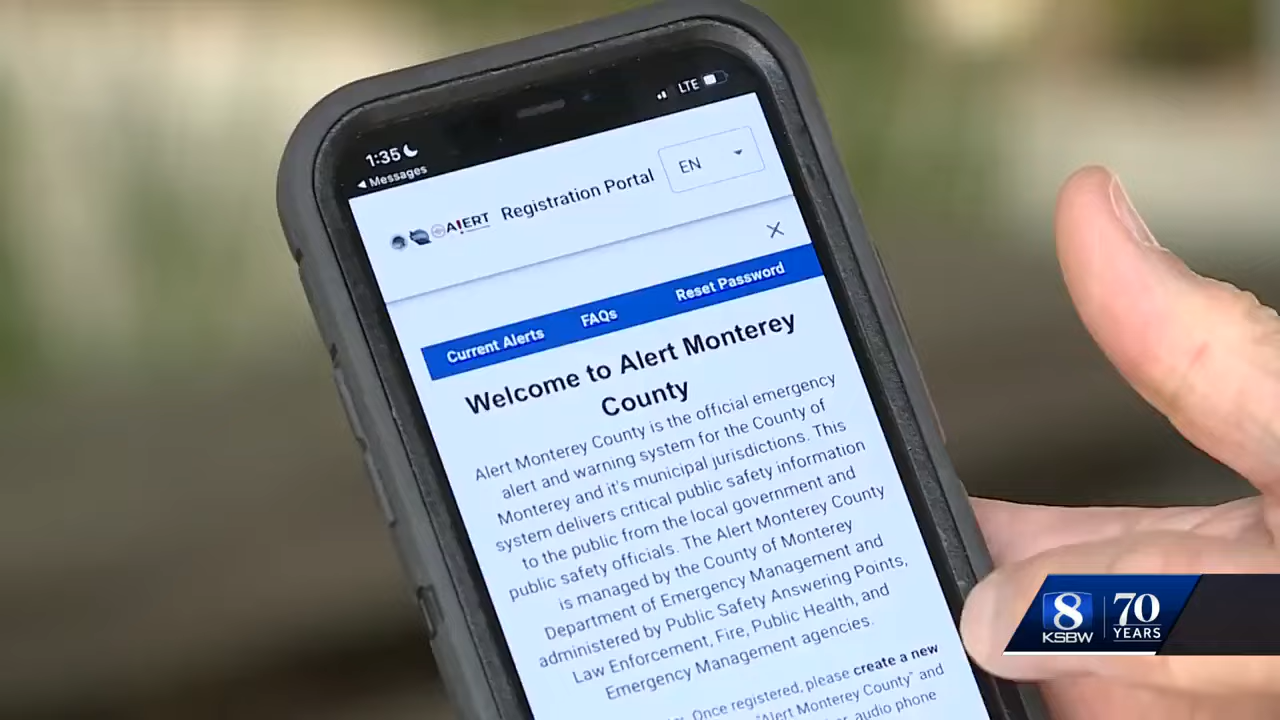 1:35
LTE
Messages
ALERT Registration Portal
EN
Current Alerts FAQs Reset Password
Welcome to Alert Monterey
County
Alert Monterey County is the official emergency
alert and warning system for the County of
Monterey and it's municipal jurisdictions. This
system delivers critical public safety information
to the public from the local government and
public safety officials. The Alert Monterey County
is managed by the County of Monterey
Department of Emergency Management and
administered by Public Safety Answering Points,
Law Enforcement, Fire, Public Health, and
Emergency Management agencies.
Once registered, please create a new
"Alert Monterey County" and
audio phone
8
KSBW
70
YEARS